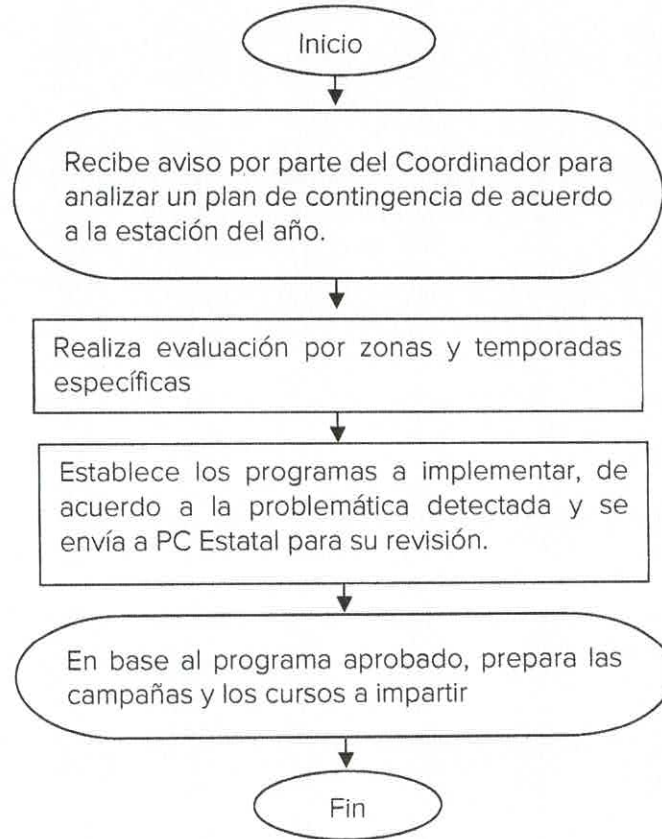 Inicio
Recibe aviso por parte del Coordinador para
analizar un plan de contingencia de acuerdo
a la estación del año.
Realiza evaluación por zonas y temporadas
específicas
Establece los programas a implementar, de
acuerdo a la problemática detectada y se
envía a PC Estatal para su revisión.
En base al programa aprobado, prepara las
campañas y los cursos a impartir
Fin